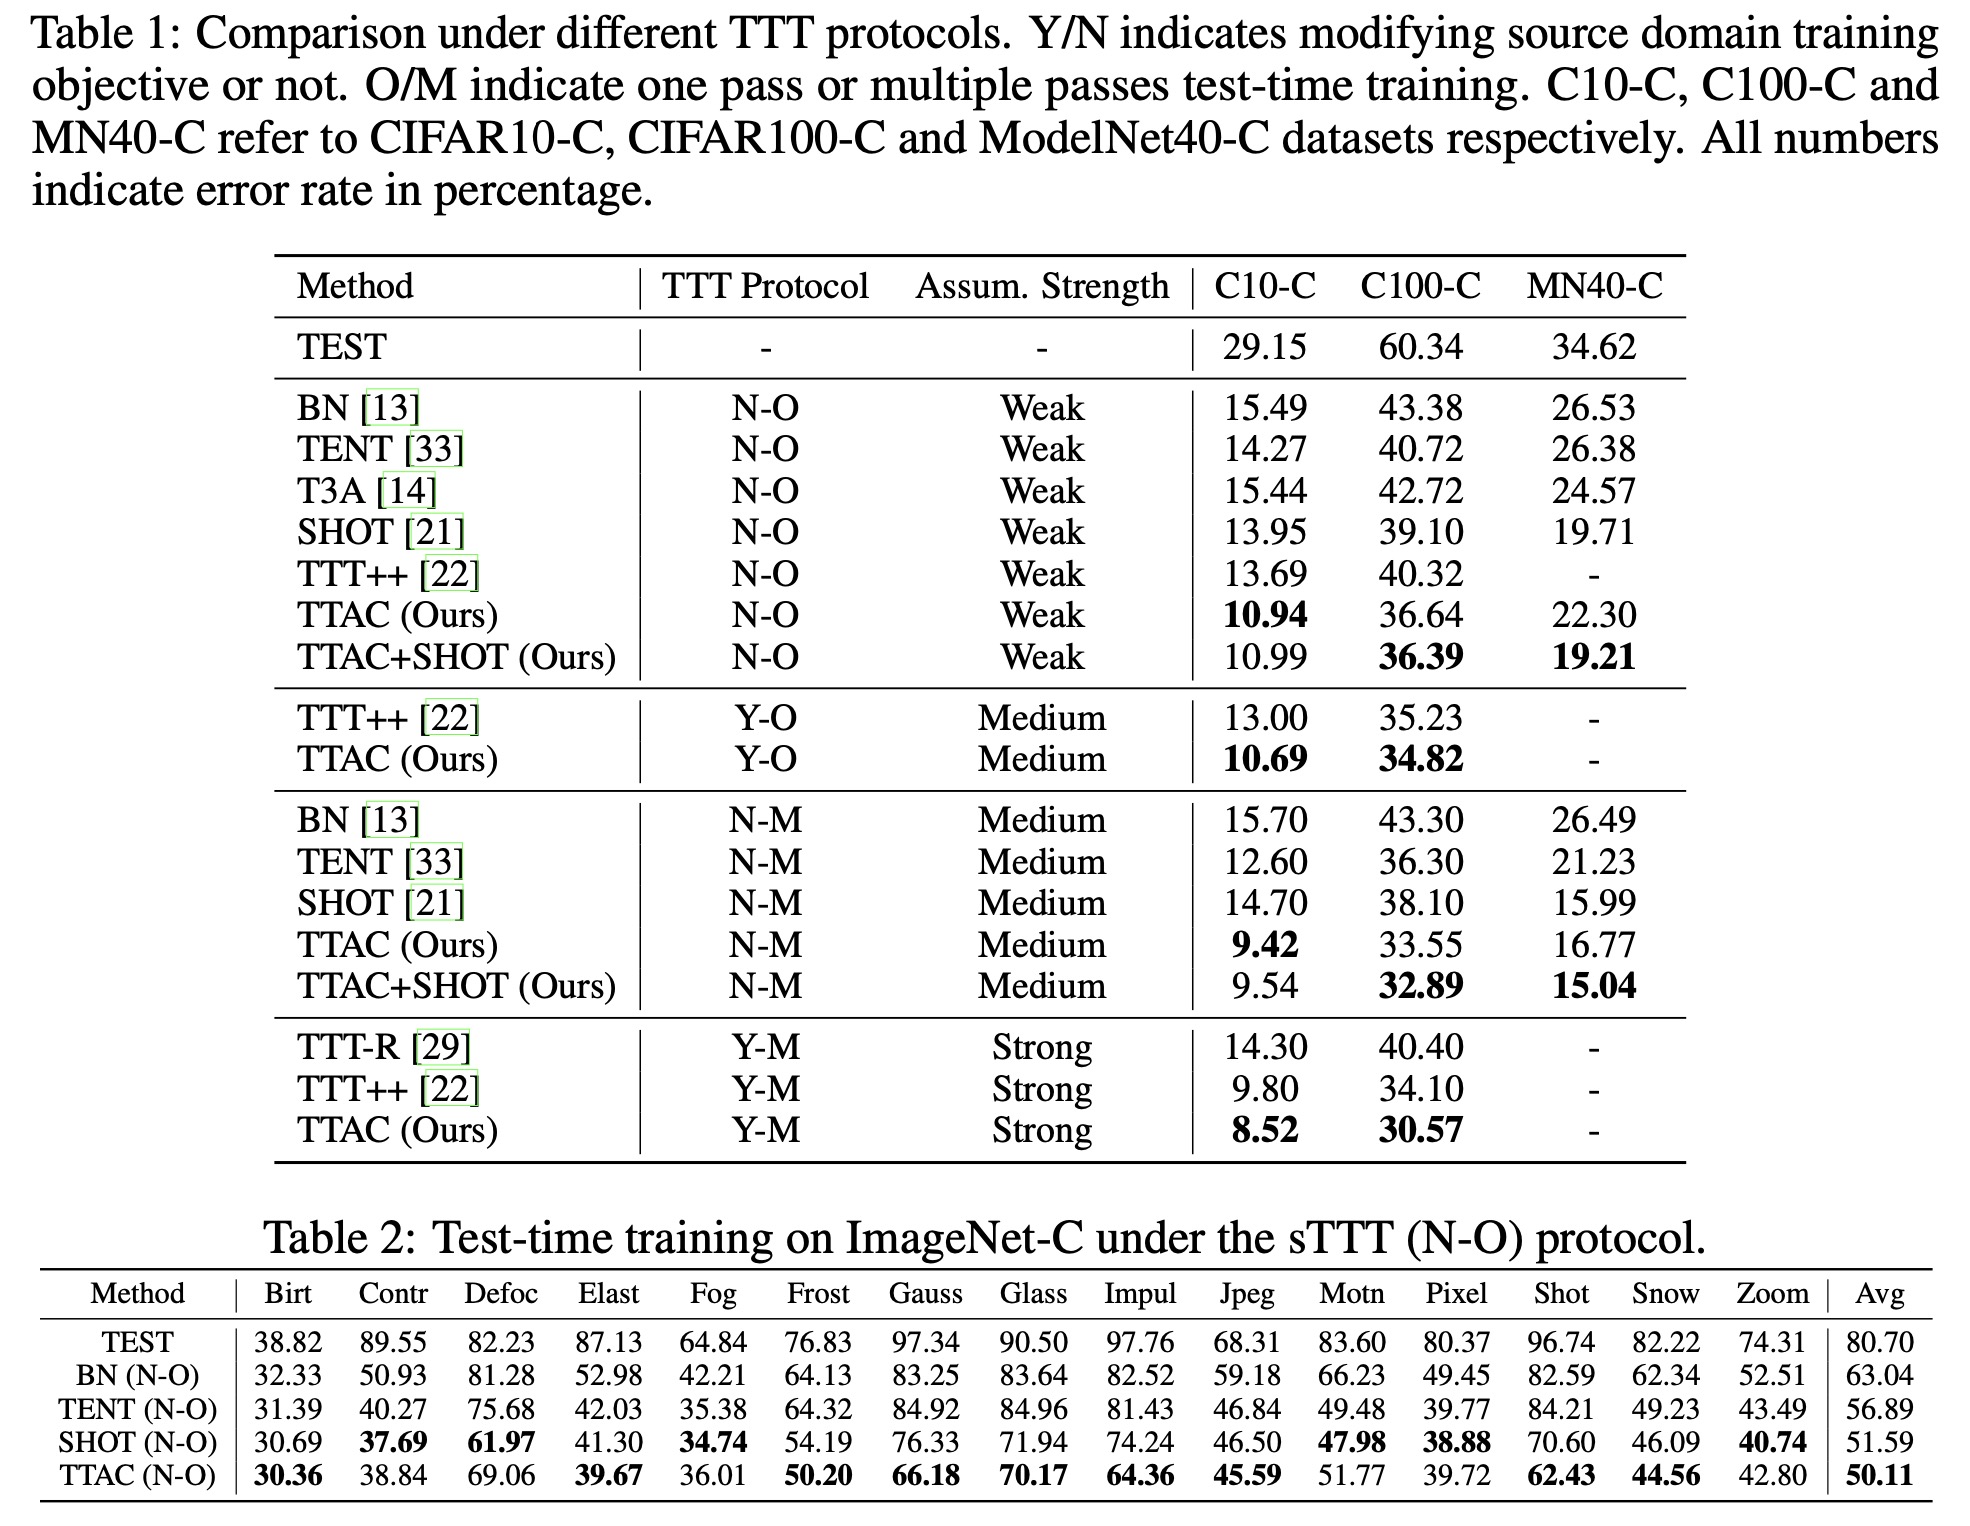 Table 1: Comparison under different TTT protocols. Y/N indicates modifying source domain training
objective or not. O/M indicate one pass or multiple passes test-time training. C10-C, C100-C and
MN40-C refer to CIFAR10-C, CIFAR100-C and ModelNet40-C datasets respectively. All numbers
indicate error rate in percentage.
Method TTT Protocol Assum. Strength C10-C C100-C MN40-C
TEST - - 29.15 60.34 34.62
BN [13] N-O Weak 15.49 43.38 26.53
TENT [33] N-O Weak 14.27 40.72 26.38
T3A [14] N-O Weak 15.44 42.72 24.57
SHOT [21] N-O Weak 13.95 39.10 19.71
TTT++ [22] N-O Weak 13.69 40.32 -
TTAC (Ours) N-O Weak 10.94 36.64 22.30
TTAC+SHOT (Ours) N-O Weak 10.99 36.39 19.21
TTT++ [22] Y-O Medium 13.00 35.23 -
TTAC (Ours) Y-O Medium 10.69 34.82 -
BN [13] N-M Medium 15.70 43.30 26.49
TENT [33] N-M Medium 12.60 36.30 21.23
SHOT [21] N-M Medium 14.70 38.10 15.99
TTAC (Ours) N-M Medium 9.42 33.55 16.77
TTAC+SHOT (Ours) N-M Medium 9.54 32.89 15.04
TTT-R [29] Y-M Strong 14.30 40.40 -
TTT++ [22] Y-M Strong 9.80 34.10 -
TTAC (Ours) Y-M Strong 8.52 30.57 -
Table 2: Test-time training on ImageNet-C under the sTTT (N-O) protocol.
Method Birt Contr Defoc Elast Fog Frost Gauss Glass Impul Jpeg Motn Pixel Shot Snow Zoom Avg
TEST 38.82 89.55 82.23 87.13 64.84 76.83 97.34 90.50 97.76 68.31 83.60 80.37 96.74 82.22 74.31 80.70
BN (N-O) 32.33 50.93 81.28 52.98 42.21 64.13 83.25 83.64 82.52 59.18 66.23 49.45 82.59 62.34 52.51 63.04
TENT (N-O) 31.39 40.27 75.68 42.03 35.38 64.32 84.92 84.96 81.43 46.84 49.48 39.77 84.21 49.23 43.49 56.89
SHOT (N-O) 30.69 37.69 61.97 41.30 34.74 54.19 76.33 71.94 74.24 46.50 47.98 38.88 70.60 46.09 40.74 51.59
TTAC (N-O) 30.36 38.84 69.06 39.67 36.01 50.20 66.18 70.17 64.36 45.59 51.77 39.72 62.43 44.56 42.80 50.11